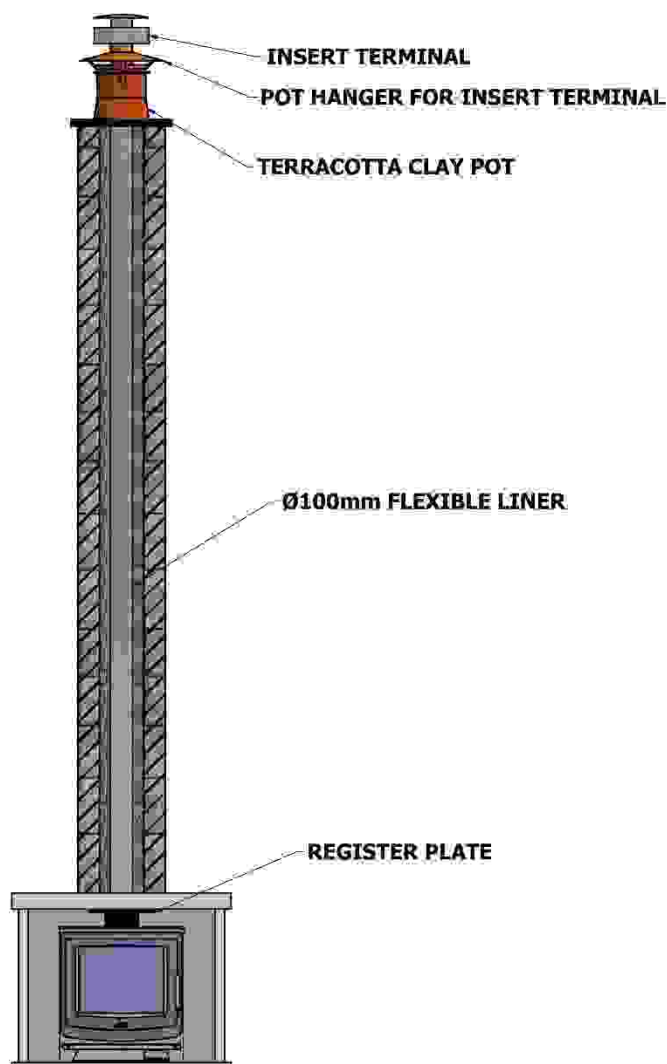 INSERT TERMINAL
POT HANGER FOR INSERT TERMINAL
TERRACOTTA CLAY POT
Ø100mm FLEXIBLE LINER
REGISTER PLATE